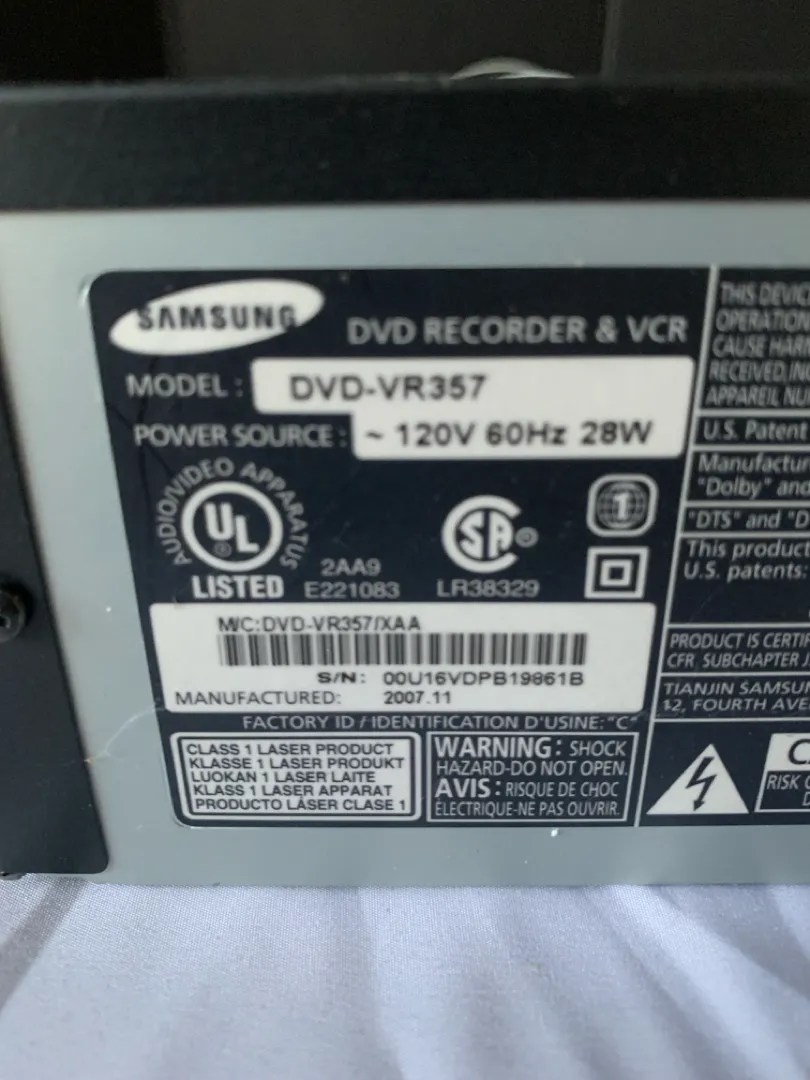 SAMSUNG
DVD RECORDER & VCR
MODEL : DVD-VR357
POWER SOURCE : ~ 120V 60Hz 28W
AUDIO/VIDEO APPARATUS
UL ®
LISTED
2AA9
E221083
SA ®
LR38329
1
M/C:DVD-VR357/XAA
S/N: 00U16VDPB19861B
MANUFACTURED: 2007.11
FACTORY ID / IDENTIFICATION D'USINE: "C"
CLASS 1 LASER PRODUCT
KLASSE 1 LASER PRODUKT
LUOKAN 1 LASER LAITE
KLASS 1 LASER APPARAT
PRODUCTO LÁSER CLASE 1
WARNING: SHOCK
HAZARD-DO NOT OPEN.
AVIS: RISQUE DE CHOC
ÉLECTRIQUE-NE PAS OUVRIR.
THIS DEVIC
OPERATION
CAUSE HARM
RECEIVED, INC
APPAREIL NU
U.S. Patent
Manufactur
"Dolby" and
"DTS" and "D
This product
U.S. patents:
PRODUCT IS CERTIF
CFR SUBCHAPTER J
TIANJIN SAMSUN
12, FOURTH AVE
RISK